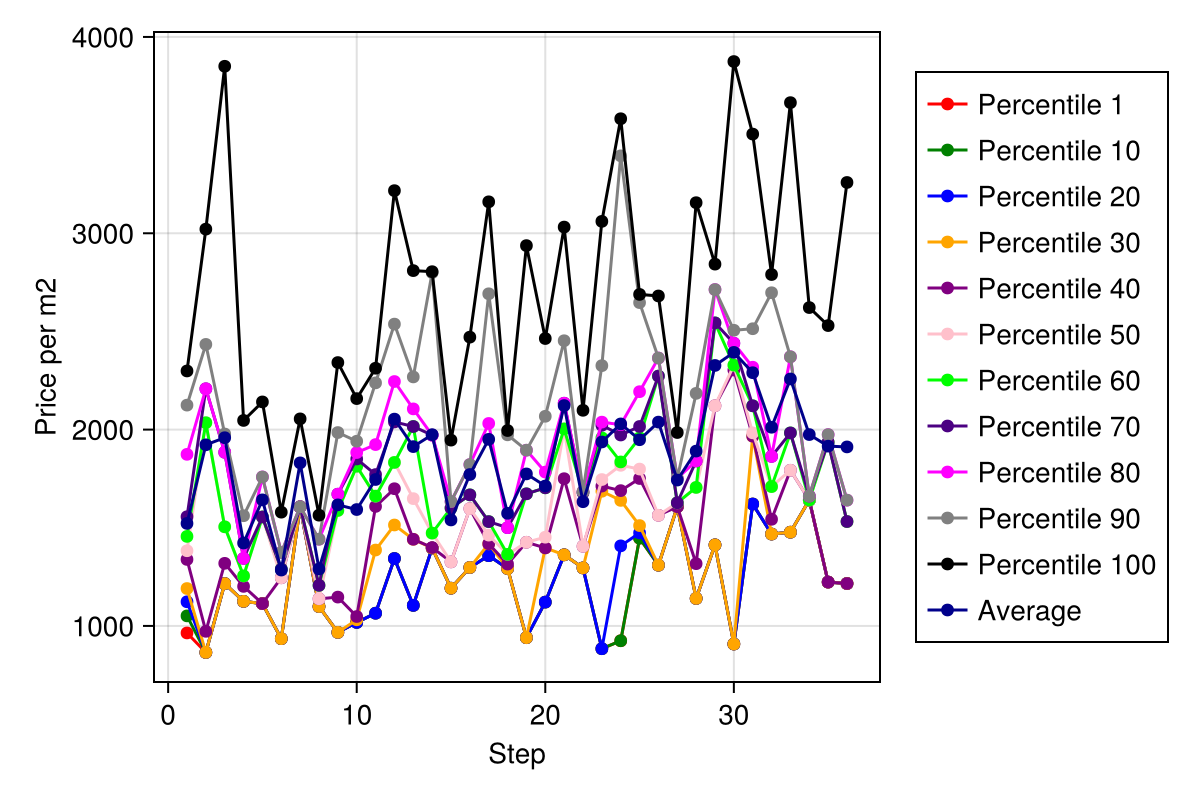 4000
3000
2000
1000
Price per m2
0 10 20 30
Step
Percentile 1
Percentile 10
Percentile 20
Percentile 30
Percentile 40
Percentile 50
Percentile 60
Percentile 70
Percentile 80
Percentile 90
Percentile 100
Average